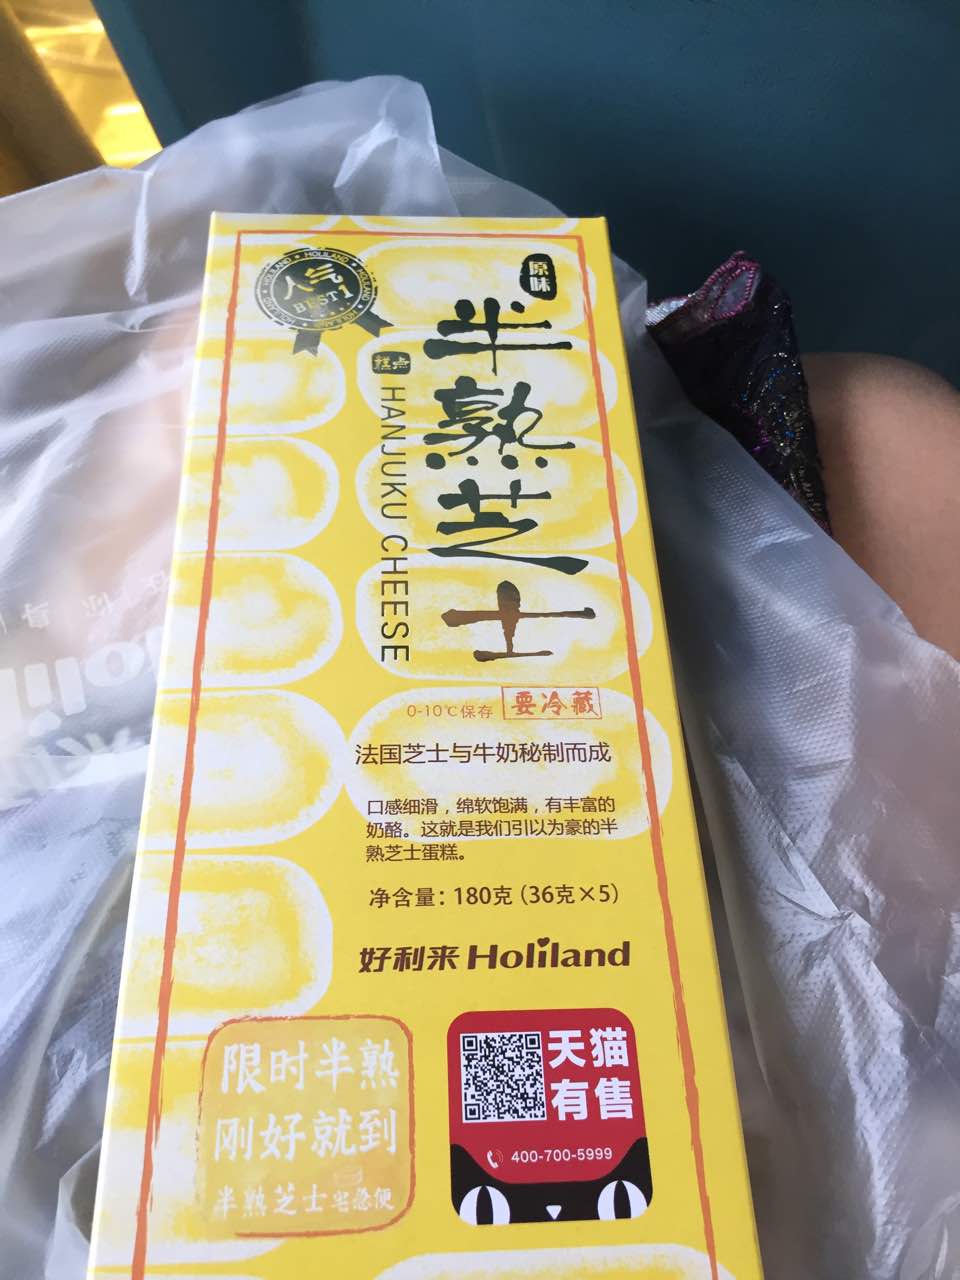 HOLILAND • HOLILAND • HOLILAND
人气
BEST1
HOLILAND
原味
半熟芝士
糕点
HANJUKU CHEESE
0-10℃保存
要冷藏
法国芝士与牛奶秘制而成
口感细滑，绵软饱满，有丰富的
奶酪。这就是我们引以为豪的半
熟芝士蛋糕。
净含量：180克（36克×5）
好利来 Holiland
限时半熟
刚好就到
半熟芝士宅急便
天猫
有售
400-700-5999